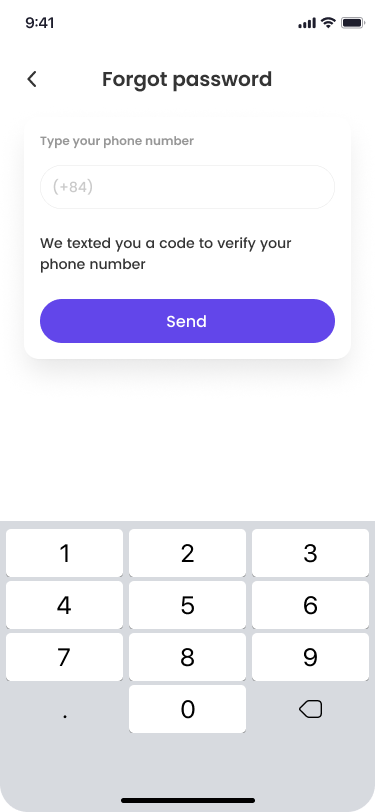 9:41
Forgot password
Type your phone number
(+84)
We texted you a code to verify your
phone number
Send
1 2 3
4 5 6
7 8 9
. 0